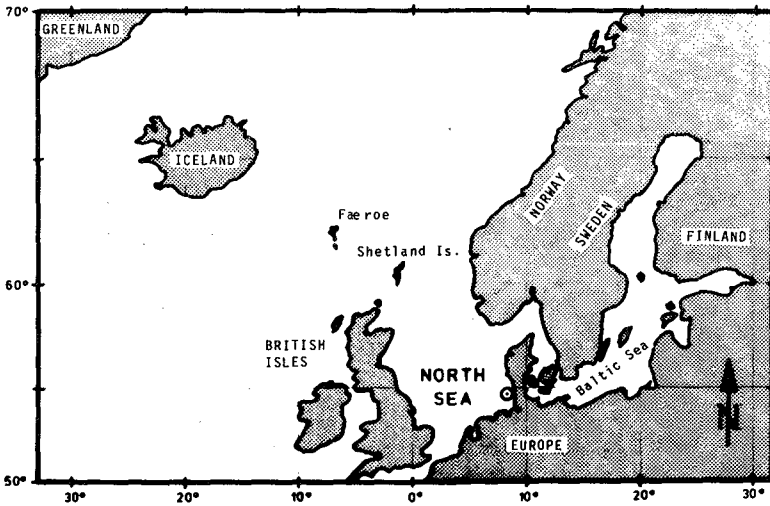 70°
GREENLAND
ICELAND
Færoe
Shetland Is.
NORWAY
SWEDEN
FINLAND
60°
BRITISH
ISLES
NORTH
SEA
Baltic Sea
N
EUROPE
50°
30° 20° 10° 0° 10° 20° 30°